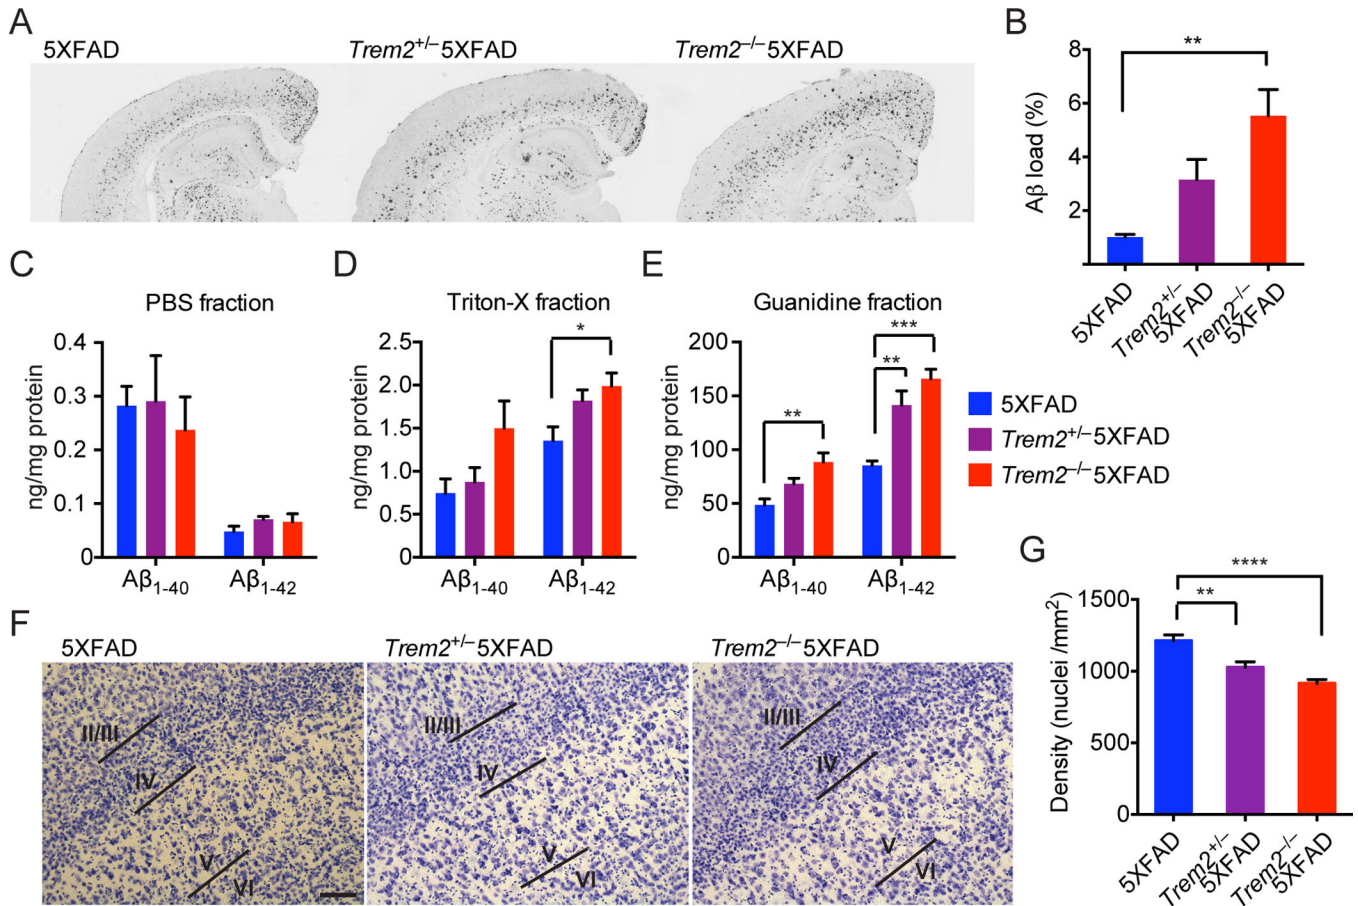 A
5XFAD
Trem2+/–5XFAD
Trem2–/–5XFAD
B
**
Aβ load (%)
8
6
4
2
5XFAD
Trem2+/–
5XFAD
Trem2–/–
5XFAD
C
PBS fraction
ng/mg protein
0.4
0.3
0.2
0.1
0
Aβ1-40
Aβ1-42
D
Triton-X fraction
ng/mg protein
2.5
2.0
1.5
1.0
0.5
0
*
Aβ1-40
Aβ1-42
E
Guanidine fraction
ng/mg protein
200
150
100
50
0
**
**
***
Aβ1-40
Aβ1-42
5XFAD
Trem2+/–5XFAD
Trem2–/–5XFAD
F
5XFAD
II/III
IV
V
VI
Trem2+/–5XFAD
II/III
IV
V
VI
Trem2–/–5XFAD
II/III
IV
V
VI
G
Density (nuclei /mm2)
1500
1000
500
0
**
****
5XFAD
Trem2+/–
5XFAD
Trem2–/–
5XFAD